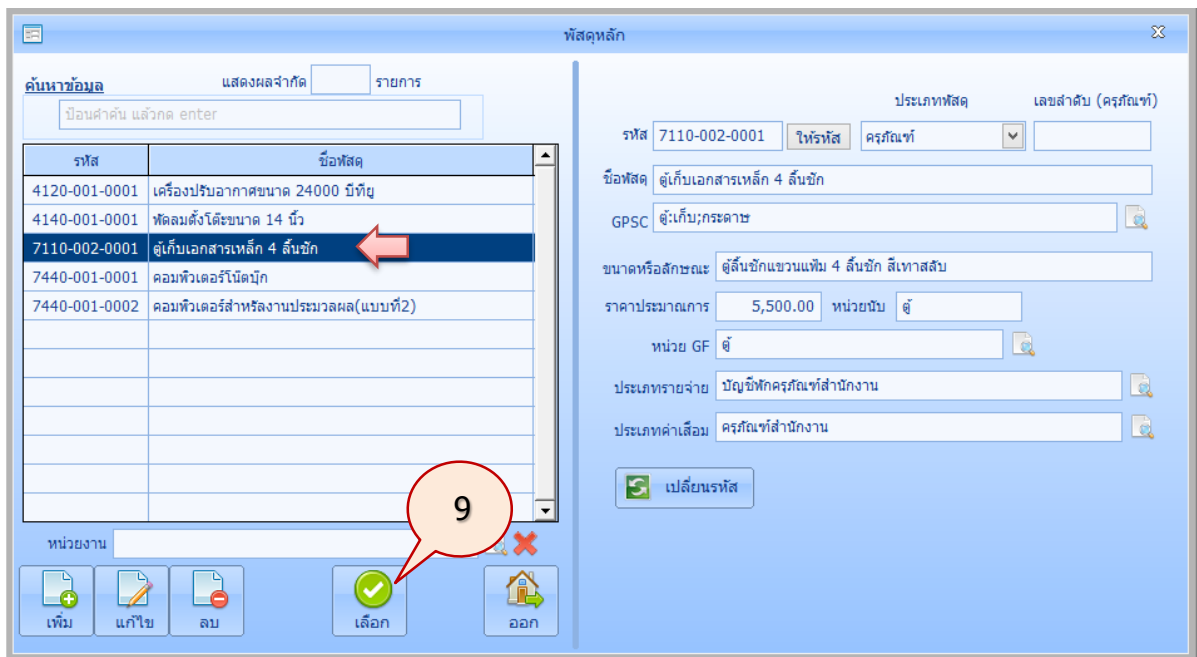 พัสดุหลัก
ค้นหาข้อมูล แสดงผลจำกัด รายการ
ป้อนคำค้น แล้วกด enter
รหัส ชื่อพัสดุ
4120-001-0001 เครื่องปรับอากาศขนาด 24000 บีทียู
4140-001-0001 พัดลมตั้งโต๊ะขนาด 14 นิ้ว
7110-002-0001 ตู้เก็บเอกสารเหล็ก 4 ลิ้นชัก
7440-001-0001 คอมพิวเตอร์โน๊ตบุ๊ก
7440-001-0002 คอมพิวเตอร์สำหรัลงานประมวลผล(แบบที่2)
หน่วยงาน
เพิ่ม แก้ไข ลบ เลือก ออก
9
ประเภทพัสดุ เลขลำดับ (ครุภัณฑ์)
รหัส 7110-002-0001 ให้รหัส ครุภัณฑ์
ชื่อพัสดุ ตู้เก็บเอกสารเหล็ก 4 ลิ้นชัก
GPSC ตู้:เก็บ;กระดาษ
ขนาดหรือลักษณะ ตู้ลิ้นชักแขวนแฟ้ม 4 ลิ้นชัก สีเทาสลับ
ราคาประมาณการ 5,500.00 หน่วยนับ ตู้
หน่วย GF ตู้
ประเภทรายจ่าย บัญชีพักครุภัณฑ์สำนักงาน
ประเภทค่าเสื่อม ครุภัณฑ์สำนักงาน
เปลี่ยนรหัส